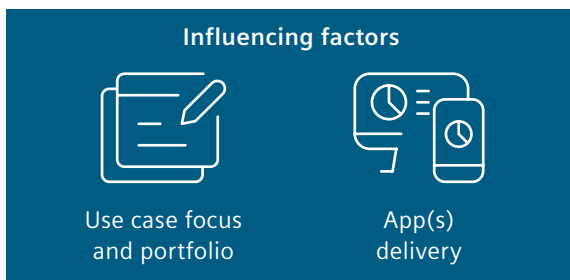 Influencing factors
Use case focus
and portfolio
App(s)
delivery